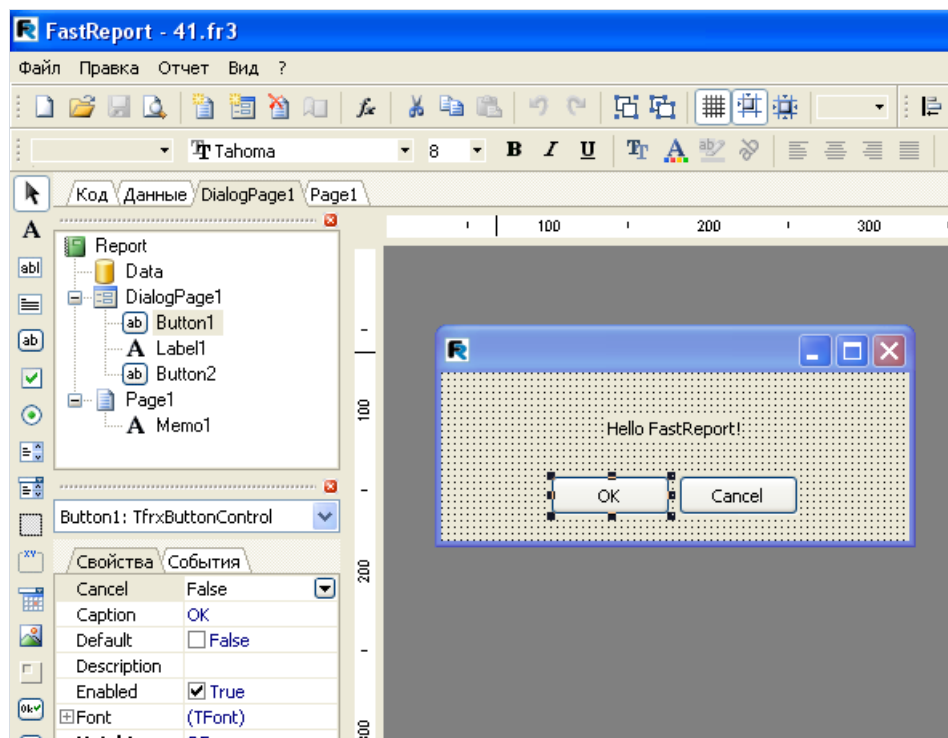 FastReport - 41.fr3
Файл Правка Отчет Вид ?
Tahoma 8 B I U
Код Данные DialogPage1 Page1
100 200 300
Report
Data
DialogPage1
Button1
Label1
Button2
Page1
Memo1
100
200
Hello FastReport!
OK Cancel
Button1: TfrxButtonControl
Свойства События
Cancel False
Caption OK
Default False
Description
Enabled True
Font (TFont)